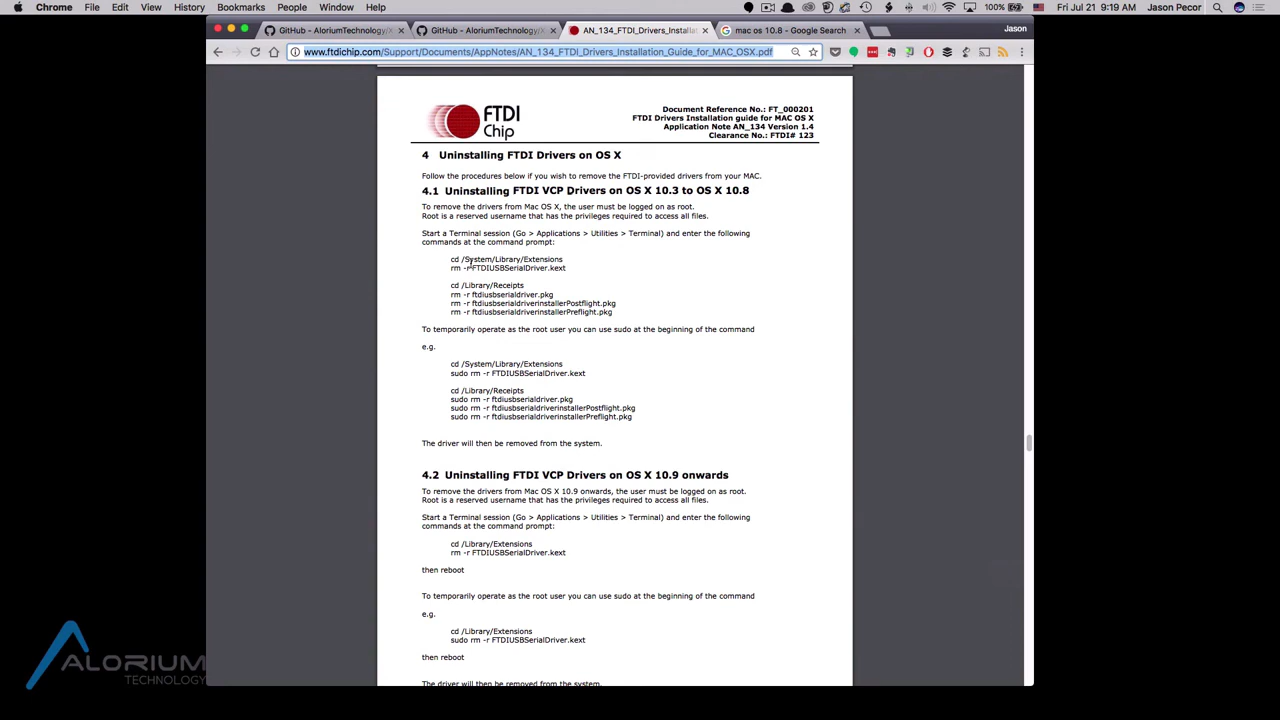 Chrome File Edit View History Bookmarks People Window Help 100% Fri Jul 21 9:19 AM Jason Pecor
GitHub - AloriumTechnology/X
GitHub - AloriumTechnology/X
AN_134_FTDI_Drivers_Installa
mac os 10.8 - Google Search
Jason
www.ftdichip.com/Support/Documents/AppNotes/AN_134_FTDI_Drivers_Installation_Guide_for_MAC_OSX.pdf
FTDI
Chip
Document Reference No.: FT_000201
FTDI Drivers Installation guide for MAC OS X
Application Note AN_134 Version 1.4
Clearance No.: FTDI# 123
4 Uninstalling FTDI Drivers on OS X
Follow the procedures below if you wish to remove the FTDI-provided drivers from your MAC.
4.1 Uninstalling FTDI VCP Drivers on OS X 10.3 to OS X 10.8
To remove the drivers from Mac OS X, the user must be logged on as root.
Root is a reserved username that has the privileges required to access all files.
Start a Terminal session (Go > Applications > Utilities > Terminal) and enter the following
commands at the command prompt:
cd /System/Library/Extensions
rm -r FTDIUSBSerialDriver.kext
cd /Library/Receipts
rm -r ftdiusbserialdriver.pkg
rm -r ftdiusbserialdriverinstallerPostflight.pkg
rm -r ftdiusbserialdriverinstallerPreflight.pkg
To temporarily operate as the root user you can use sudo at the beginning of the command
e.g.
cd /System/Library/Extensions
sudo rm -r FTDIUSBSerialDriver.kext
cd /Library/Receipts
sudo rm -r ftdiusbserialdriver.pkg
sudo rm -r ftdiusbserialdriverinstallerPostflight.pkg
sudo rm -r ftdiusbserialdriverinstallerPreflight.pkg
The driver will then be removed from the system.
4.2 Uninstalling FTDI VCP Drivers on OS X 10.9 onwards
To remove the drivers from Mac OS X 10.9 onwards, the user must be logged on as root.
Root is a reserved username that has the privileges required to access all files.
Start a Terminal session (Go > Applications > Utilities > Terminal) and enter the following
commands at the command prompt:
cd /Library/Extensions
rm -r FTDIUSBSerialDriver.kext
then reboot
To temporarily operate as the root user you can use sudo at the beginning of the command
e.g.
cd /Library/Extensions
sudo rm -r FTDIUSBSerialDriver.kext
then reboot
The driver will then be removed from the system.
ALORIUM
TECHNOLOGY